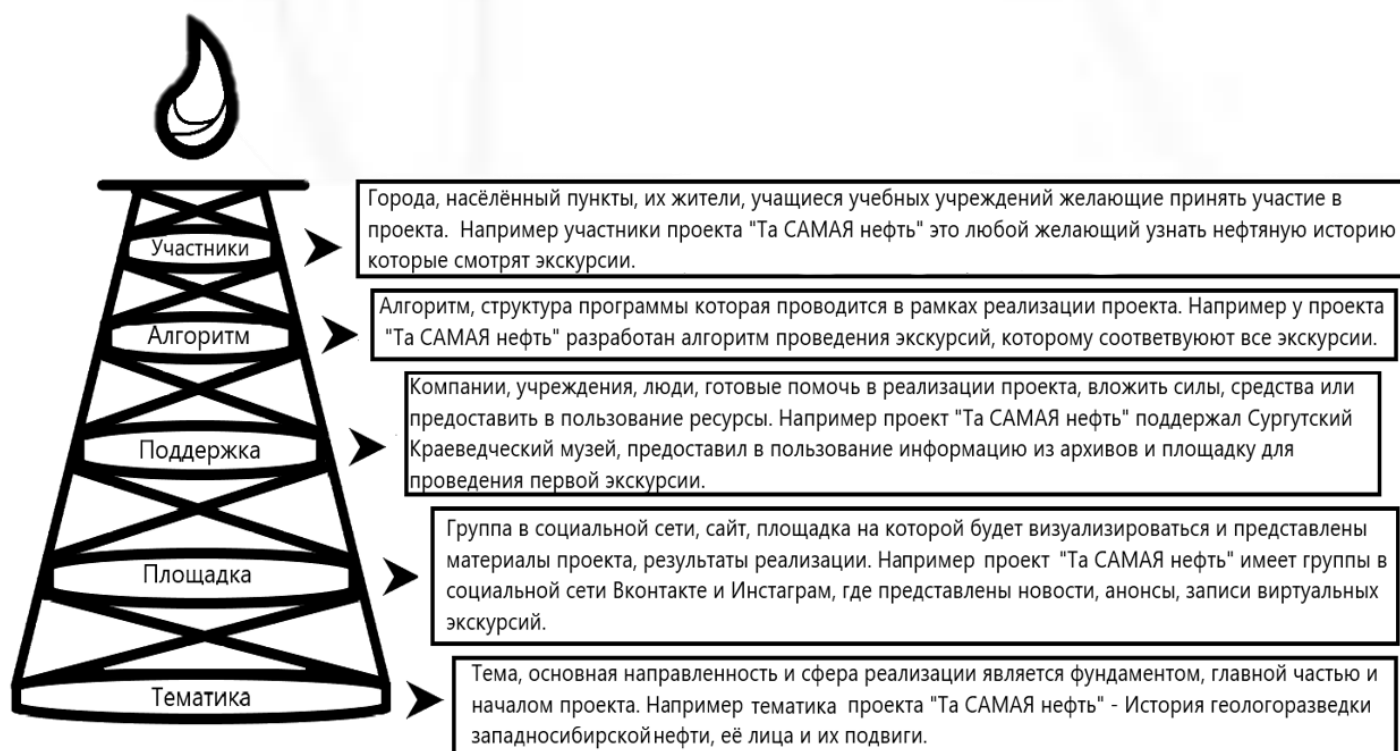 Участники
Города, насёлённый пункты, их жители, учащиеся учебных учреждений желающие принять участие в
проекта. Например участники проекта "Та САМАЯ нефть" это любой желающий узнать нефтяную историю
которые смотрят экскурсии.
Алгоритм
Алгоритм, структура программы которая проводится в рамках реализации проекта. Например у проекта
"Та САМАЯ нефть" разработан алгоритм проведения экскурсий, которому соответвуюют все экскурсии.
Поддержка
Компании, учреждения, люди, готовые помочь в реализации проекта, вложить силы, средства или
предоставить в пользование ресурсы. Например проект "Та САМАЯ нефть" поддержал Сургутский
Краеведческий музей, предоставил в пользование информацию из архивов и площадку для
проведения первой экскурсии.
Площадка
Группа в социальной сети, сайт, площадка на которой будет визуализироваться и представлены
материалы проекта, результаты реализации. Например проект "Та САМАЯ нефть" имеет группы в
социальной сети Вконтакте и Инстаграм, где представлены новости, анонсы, записи виртуальных
экскурсий.
Тематика
Тема, основная направленность и сфера реализации является фундаментом, главной частью и
началом проекта. Например тематика проекта "Та САМАЯ нефть" - История геологоразведки
западносибирской нефти, её лица и их подвиги.